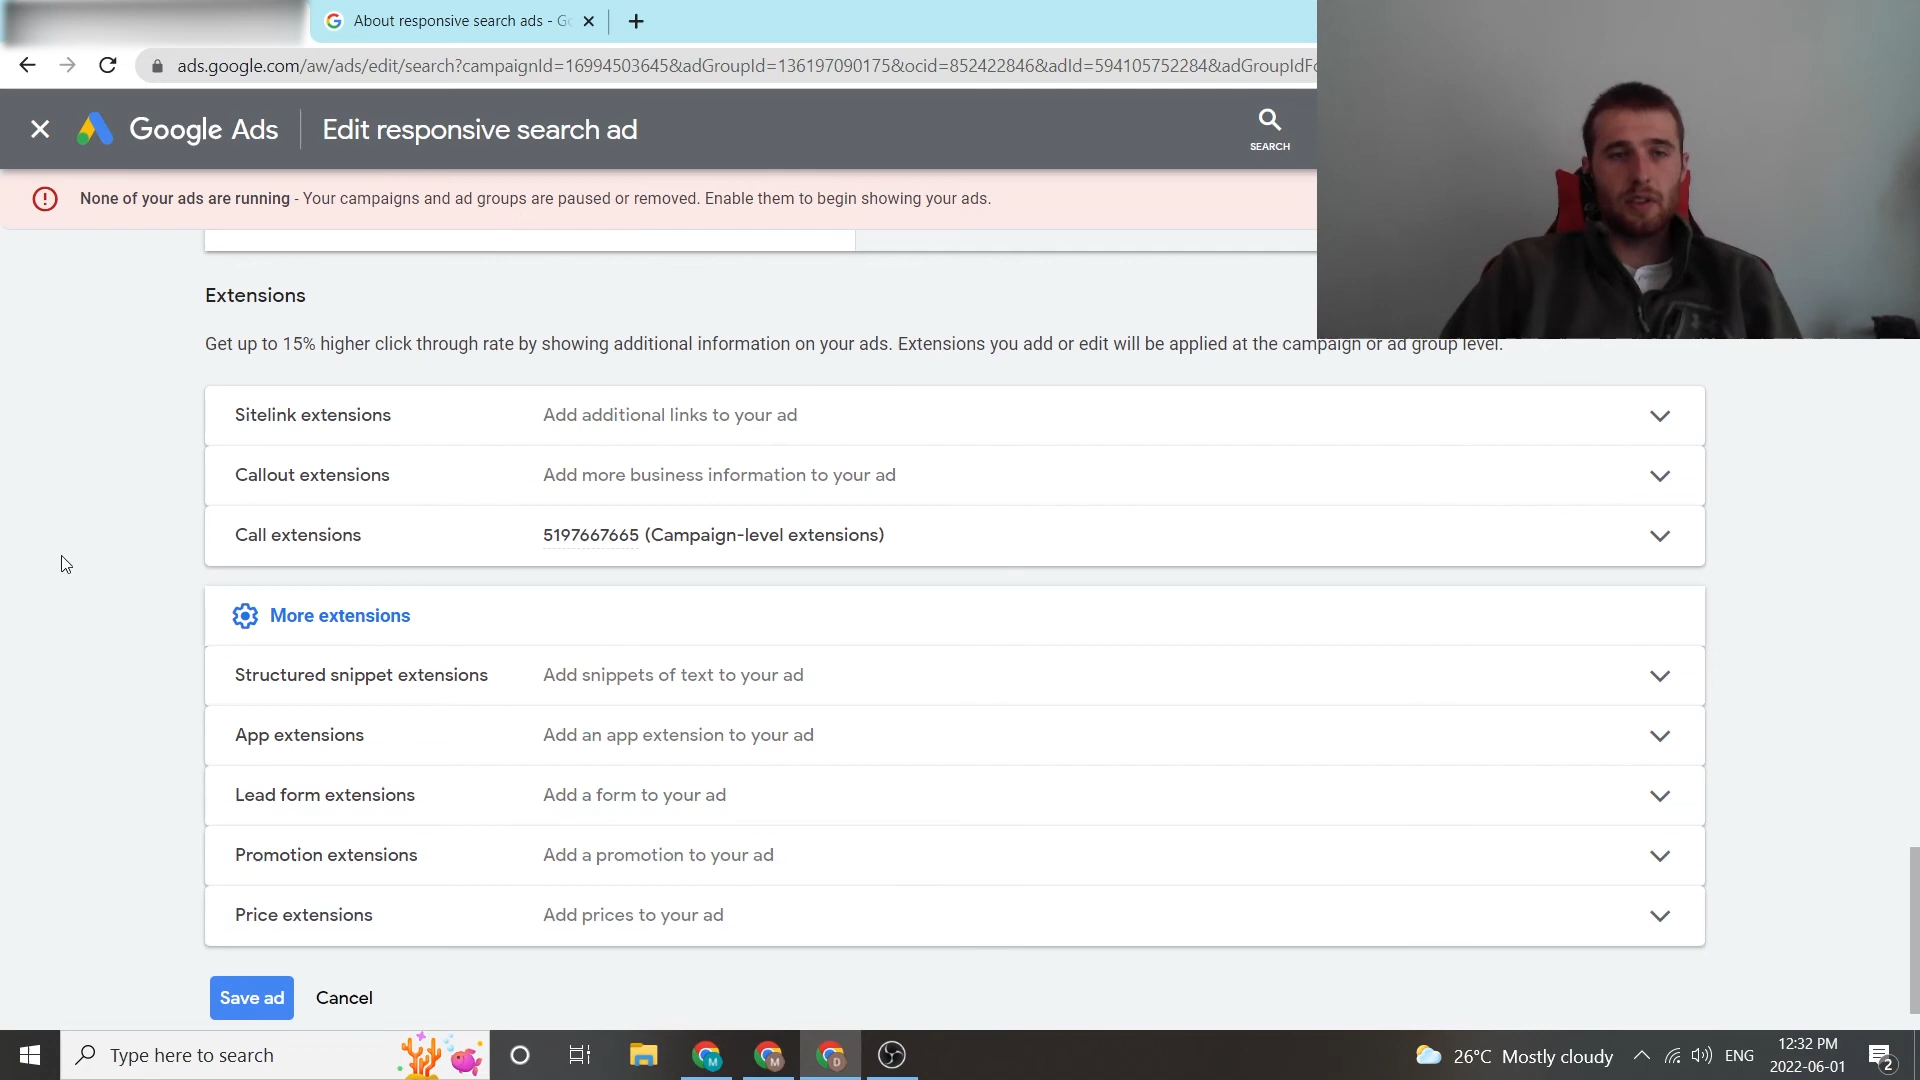 About responsive search ads - Go
ads.google.com/aw/ads/edit/search?campaignId=16994503645&adGroupId=136197090175&ocid=852422846&adId=594105752284&adGroupIdFo
Google Ads
Edit responsive search ad
SEARCH
None of your ads are running - Your campaigns and ad groups are paused or removed. Enable them to begin showing your ads.
Extensions
Get up to 15% higher click through rate by showing additional information on your ads. Extensions you add or edit will be applied at the campaign or ad group level.
Sitelink extensions Add additional links to your ad
Callout extensions Add more business information to your ad
Call extensions 5197667665 (Campaign-level extensions)
More extensions
Structured snippet extensions Add snippets of text to your ad
App extensions Add an app extension to your ad
Lead form extensions Add a form to your ad
Promotion extensions Add a promotion to your ad
Price extensions Add prices to your ad
Save ad Cancel
Type here to search
M
M
D
26°C Mostly cloudy
ENG
12:32 PM
2022-06-01
2